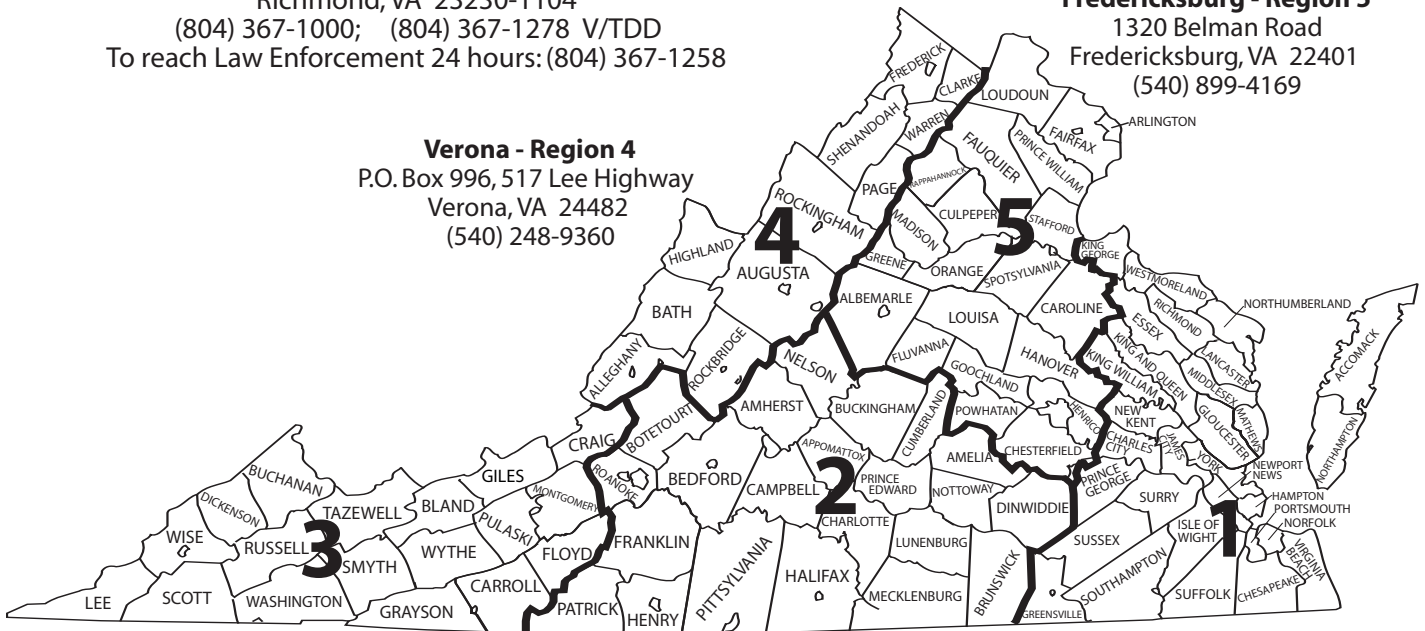 Richmond, VA 23230-1104
(804) 367-1000; (804) 367-1278 V/TDD
To reach Law Enforcement 24 hours: (804) 367-1258
Fredericksburg - Region 5
1320 Belman Road
Fredericksburg, VA 22401
(540) 899-4169
Verona - Region 4
P.O. Box 996, 517 Lee Highway
Verona, VA 24482
(540) 248-9360
FREDERICK
CLARKE
LOUDOUN
SHENANDOAH
WARREN
FAUQUIER
PRINCE WILLIAM
FAIRFAX
ARLINGTON
ROCKINGHAM
PAGE
RAPPAHANNOCK
CULPEPER
MADISON
STAFFORD
4
5
HIGHLAND
AUGUSTA
GREENE
ORANGE
SPOTSYLVANIA
KING
GEORGE
WESTMORELAND
BATH
ALBEMARLE
LOUISA
CAROLINE
ESSEX
RICHMOND
NORTHUMBERLAND
ALLEGHANY
ROCKBRIDGE
NELSON
FLUVANNA
GOOCHLAND
HANOVER
KING WILLIAM
KING AND QUEEN
LANCASTER
MIDDLESEX
ACCOMACK
AMHERST
BUCKINGHAM
CUMBERLAND
POWHATAN
HENRICO
NEW
KENT
GLOUCESTER
MATHEWS
NORTHAMPTON
CRAIG
BOTETOURT
APPOMATTOX
AMELIA
CHESTERFIELD
CHARLES
CITY
JAMES
CITY
YORK
NEWPORT
NEWS
BUCHANAN
GILES
ROANOKE
BEDFORD
CAMPBELL
2
PRINCE
EDWARD
NOTTOWAY
DINWIDDIE
PRINCE
GEORGE
SURRY
HAMPTON
PORTSMOUTH
NORFOLK
DICKENSON
TAZEWELL
BLAND
MONTGOMERY
PULASKI
CHARLOTTE
ISLE OF
WIGHT
1
WISE
RUSSELL
3
SMYTH
WYTHE
FLOYD
FRANKLIN
PITTSYLVANIA
HALIFAX
LUNENBURG
SUSSEX
SOUTHAMPTON
VIRGINIA
BEACH
LEE
SCOTT
WASHINGTON
GRAYSON
CARROLL
PATRICK
HENRY
MECKLENBURG
BRUNSWICK
GREENSVILLE
SUFFOLK
CHESAPEAKE